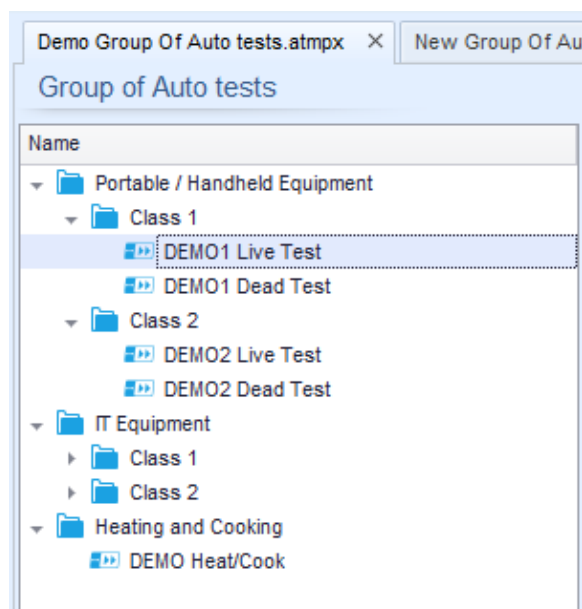 Demo Group Of Auto tests.atmpx
New Group Of Au
Group of Auto tests
Name
Portable / Handheld Equipment
Class 1
DEMO1 Live Test
DEMO1 Dead Test
Class 2
DEMO2 Live Test
DEMO2 Dead Test
IT Equipment
Class 1
Class 2
Heating and Cooking
DEMO Heat/Cook